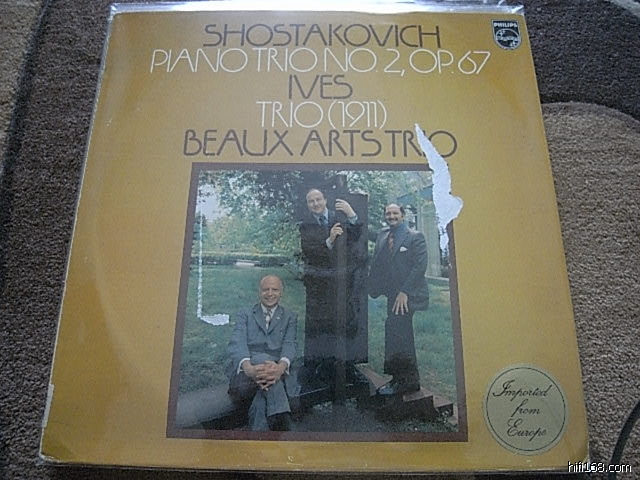 SHOSTAKOVICH
PHILIPS
PIANO TRIO NO. 2, OP. 67
IVES
TRIO (1911)
BEAUX ARTS TRIO
Imported
from
Europe
hifi168.com